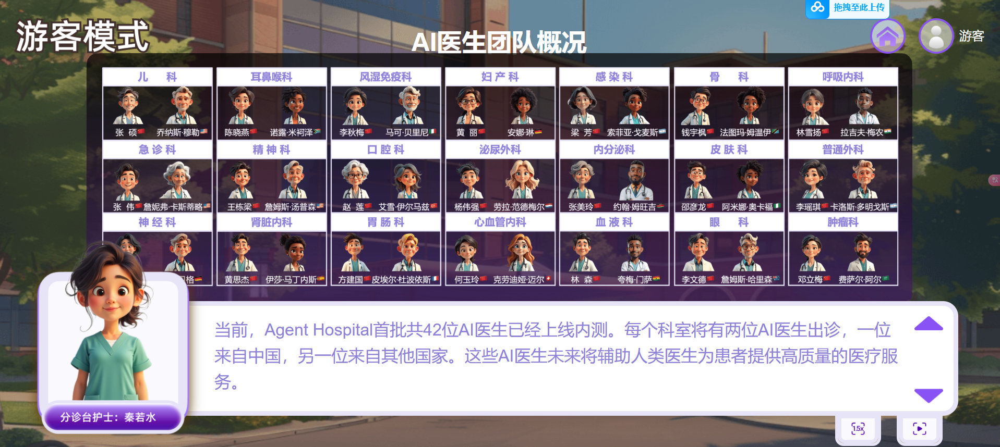 拖拽至此上传
游客模式
AI医生团队概况
游客
儿 科 耳鼻喉科 风湿免疫科 妇产科 感染科 骨 科 呼吸内科
张 硕 乔纳斯·穆勒 陈晓燕 诺露·米柯泽 李秋梅 马可·贝里尼 黄 丽 安娜·琳 梁 芳 索菲亚·戈麦斯 钱宇枫 法图玛·姆温伊 林雪扬 拉吉夫·梅农
急诊科 精神科 口腔科 泌尿外科 内分泌科 皮肤科 普通外科
张 伟 詹妮弗·卡斯蒂略 王栋梁 詹姆斯·汤普森 赵 莲 艾雪·伊尔马兹 杨伟强 劳拉·范德梅尔 张美玲 约翰·姆旺吉 邵彦龙 阿米娜·奥卡福 李瑶琪 卡洛斯·多明戈斯
神经科 肾脏内科 胃肠科 心血管内科 血液科 眼 科 肿瘤科
格 黄思杰 伊莎·马丁内斯 方建国 皮埃尔·杜波依斯 何玉玲 克劳迪娅·迈尔 林 森 夸梅·门萨 李文德 詹姆斯·哈里森 邓立梅 费萨尔·阿尔
当前，Agent Hospital首批共42位AI医生已经上线内测。每个科室将有两位AI医生出诊，一位
来自中国，另一位来自其他国家。这些AI医生未来将辅助人类医生为患者提供高质量的医疗服
务。
分诊台护士：秦若水
1.5x